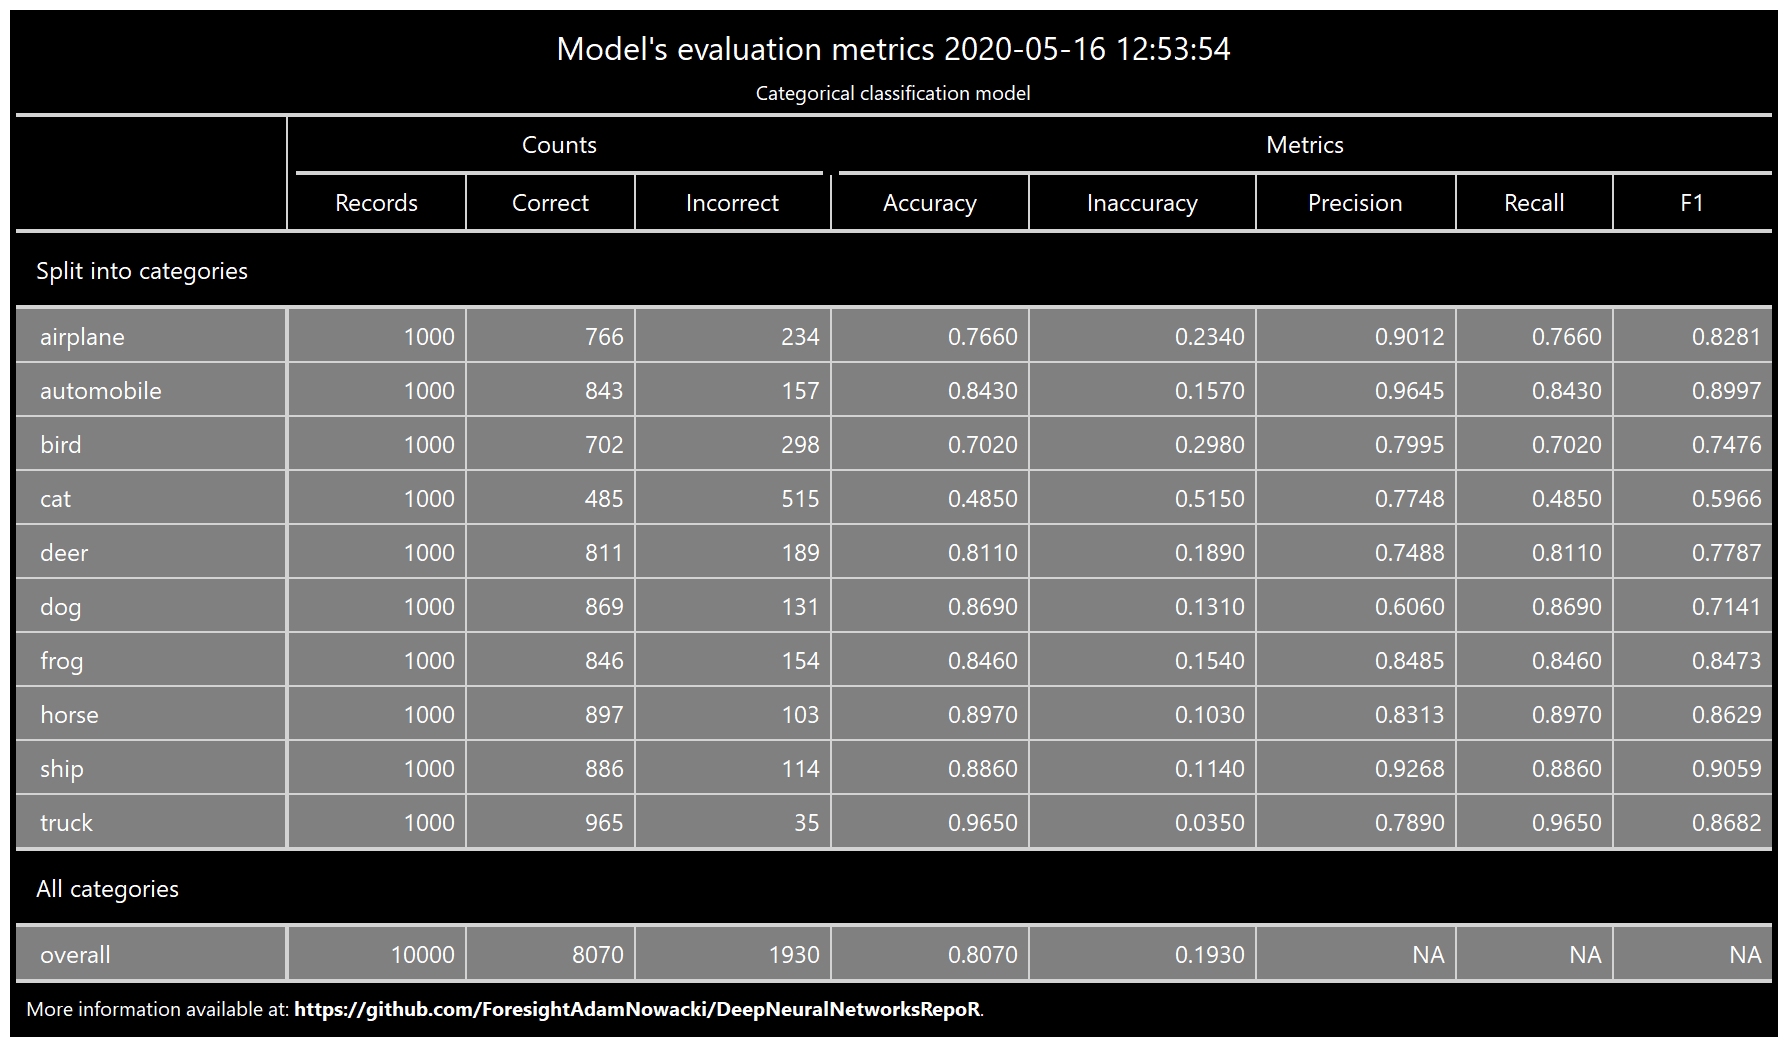 Model's evaluation metrics 2020-05-16 12:53:54
Categorical classification model
Counts Metrics
Records Correct Incorrect Accuracy Inaccuracy Precision Recall F1
Split into categories
airplane 1000 766 234 0.7660 0.2340 0.9012 0.7660 0.8281
automobile 1000 843 157 0.8430 0.1570 0.9645 0.8430 0.8997
bird 1000 702 298 0.7020 0.2980 0.7995 0.7020 0.7476
cat 1000 485 515 0.4850 0.5150 0.7748 0.4850 0.5966
deer 1000 811 189 0.8110 0.1890 0.7488 0.8110 0.7787
dog 1000 869 131 0.8690 0.1310 0.6060 0.8690 0.7141
frog 1000 846 154 0.8460 0.1540 0.8485 0.8460 0.8473
horse 1000 897 103 0.8970 0.1030 0.8313 0.8970 0.8629
ship 1000 886 114 0.8860 0.1140 0.9268 0.8860 0.9059
truck 1000 965 35 0.9650 0.0350 0.7890 0.9650 0.8682
All categories
overall 10000 8070 1930 0.8070 0.1930 NA NA NA
More information available at: https://github.com/ForesightAdamNowacki/DeepNeuralNetworksRepoR.